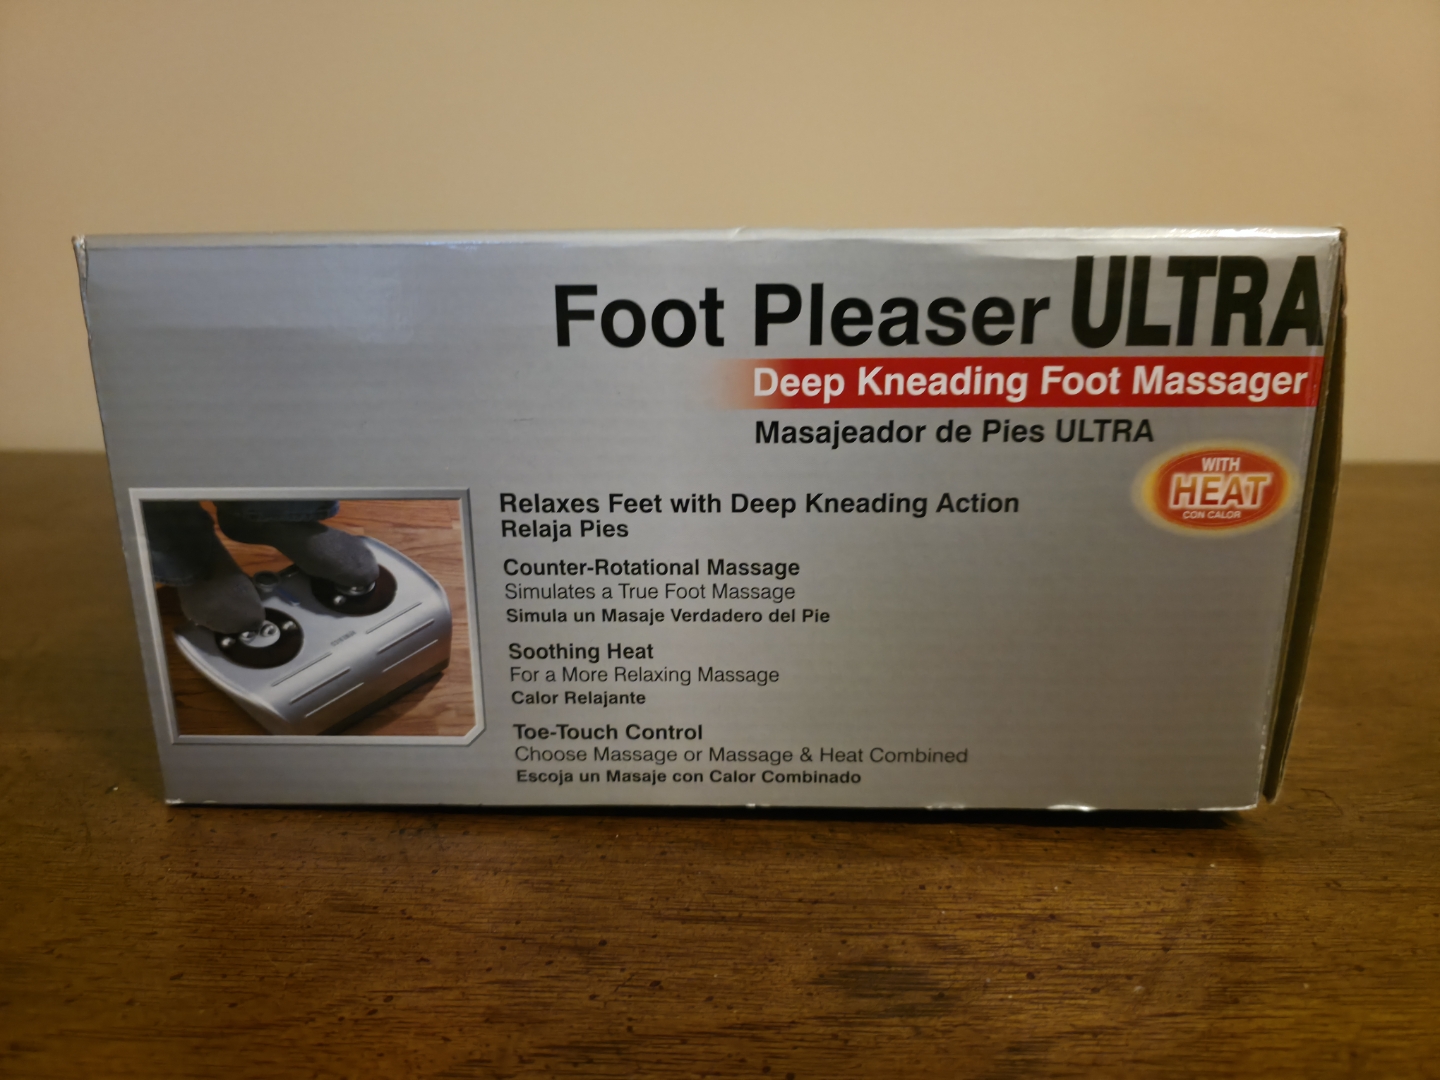 Foot Pleaser ULTRA
Deep Kneading Foot Massager
Masajeador de Pies ULTRA
WITH
HEAT
CON CALOR
Relaxes Feet with Deep Kneading Action
Relaja Pies
Counter-Rotational Massage
Simulates a True Foot Massage
Simula un Masaje Verdadero del Pie
Soothing Heat
For a More Relaxing Massage
Calor Relajante
Toe-Touch Control
Choose Massage or Massage & Heat Combined
Escoja un Masaje con Calor Combinado